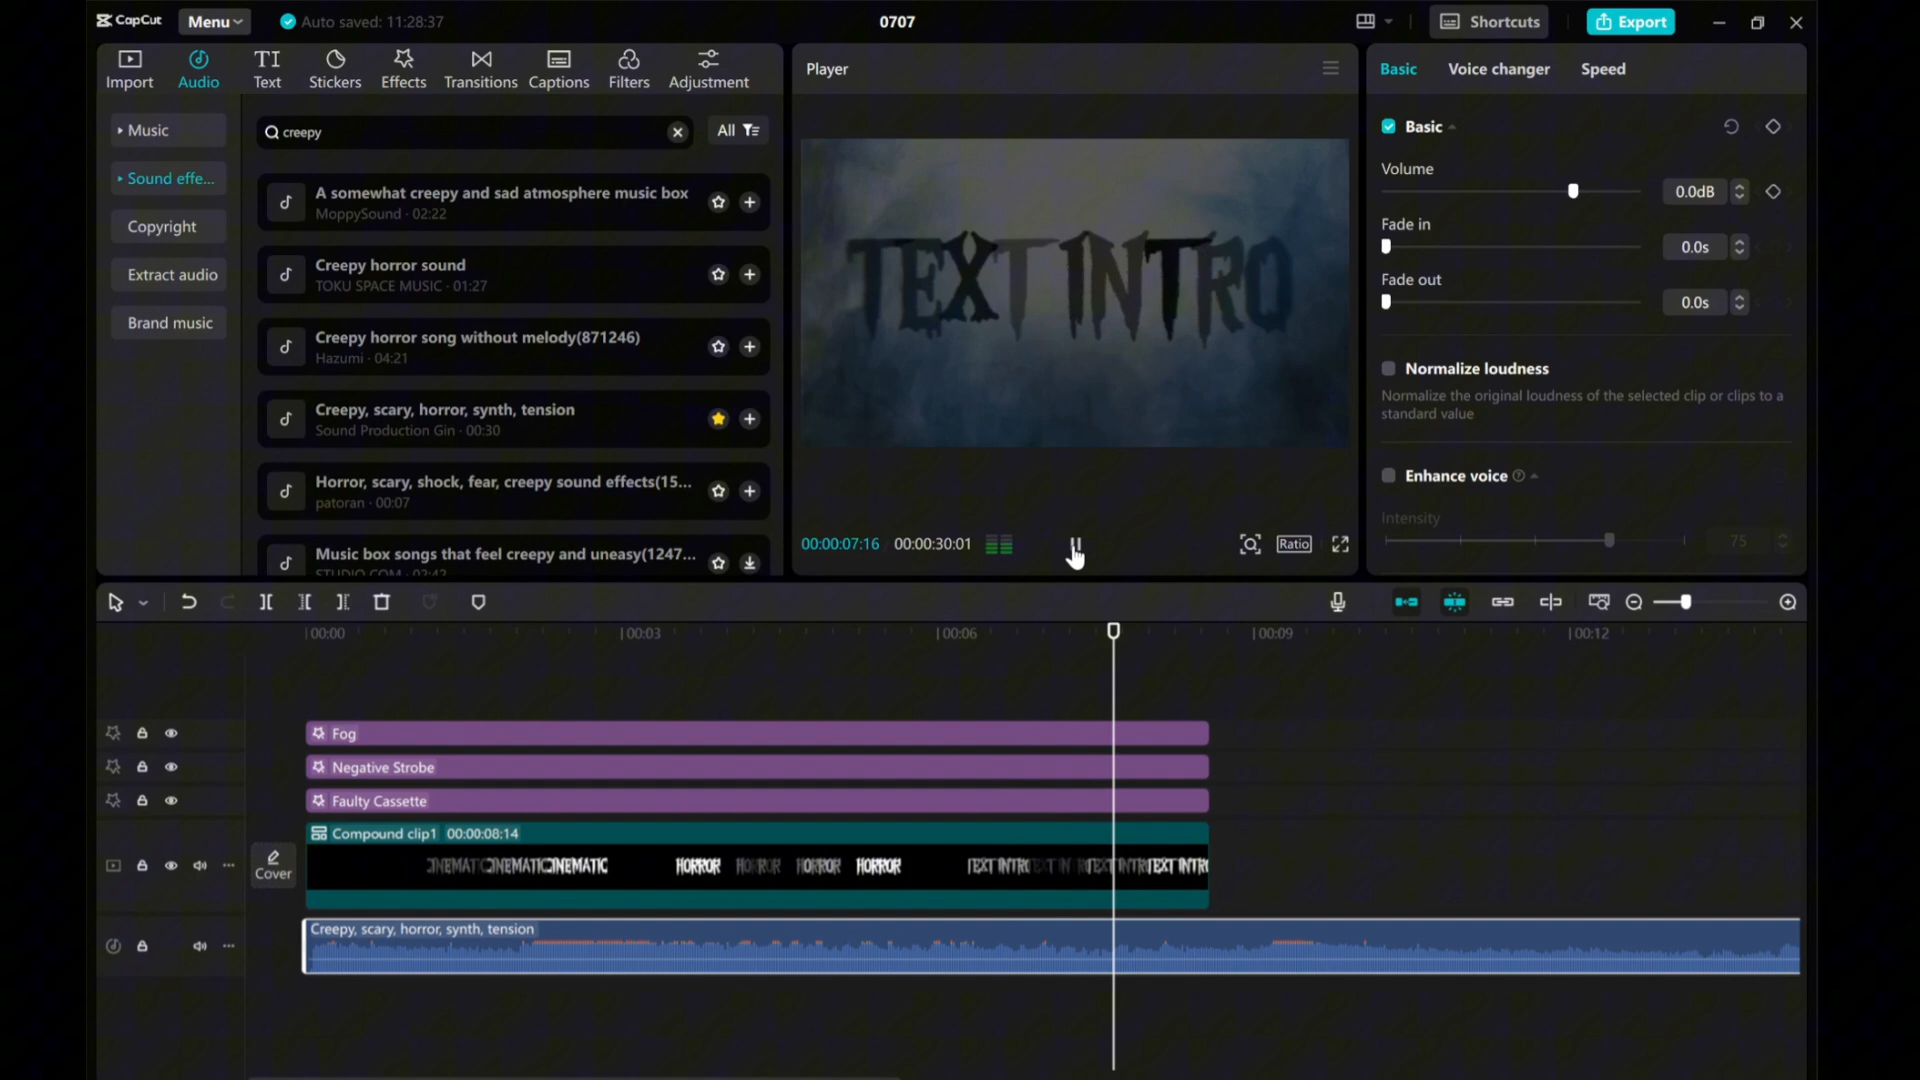 CapCut
Menu
Auto saved: 11:28:37
0707
Shortcuts
Export
Import
Audio
Text
Stickers
Effects
Transitions
Captions
Filters
Adjustment
Player
Basic
Voice changer
Speed
Music
Sound effe...
Copyright
Extract audio
Brand music
creepy
All
A somewhat creepy and sad atmosphere music box
MoppySound · 02:22
Creepy horror sound
TOKU SPACE MUSIC · 01:27
Creepy horror song without melody(871246)
Hazumi · 04:21
Creepy, scary, horror, synth, tension
Sound Production Gin · 00:30
Horror, scary, shock, fear, creepy sound effects(15...
patoran · 00:07
Music box songs that feel creepy and uneasy(1247...
STUDIO COM · 02:42
TEXT INTRO
00:00:07:16
00:00:30:01
Ratio
Basic
Volume
0.0dB
Fade in
0.0s
Fade out
0.0s
Normalize loudness
Normalize the original loudness of the selected clip or clips to a
standard value
Enhance voice
Intensity
75
00:00
00:03
00:06
00:09
00:12
Fog
Negative Strobe
Faulty Cassette
Compound clip1 00:00:08:14
Cover
CINEMATIC
HORROR HORROR HORROR HORROR
TEXT INTRO
TEXT INTRO
Creepy, scary, horror, synth, tension